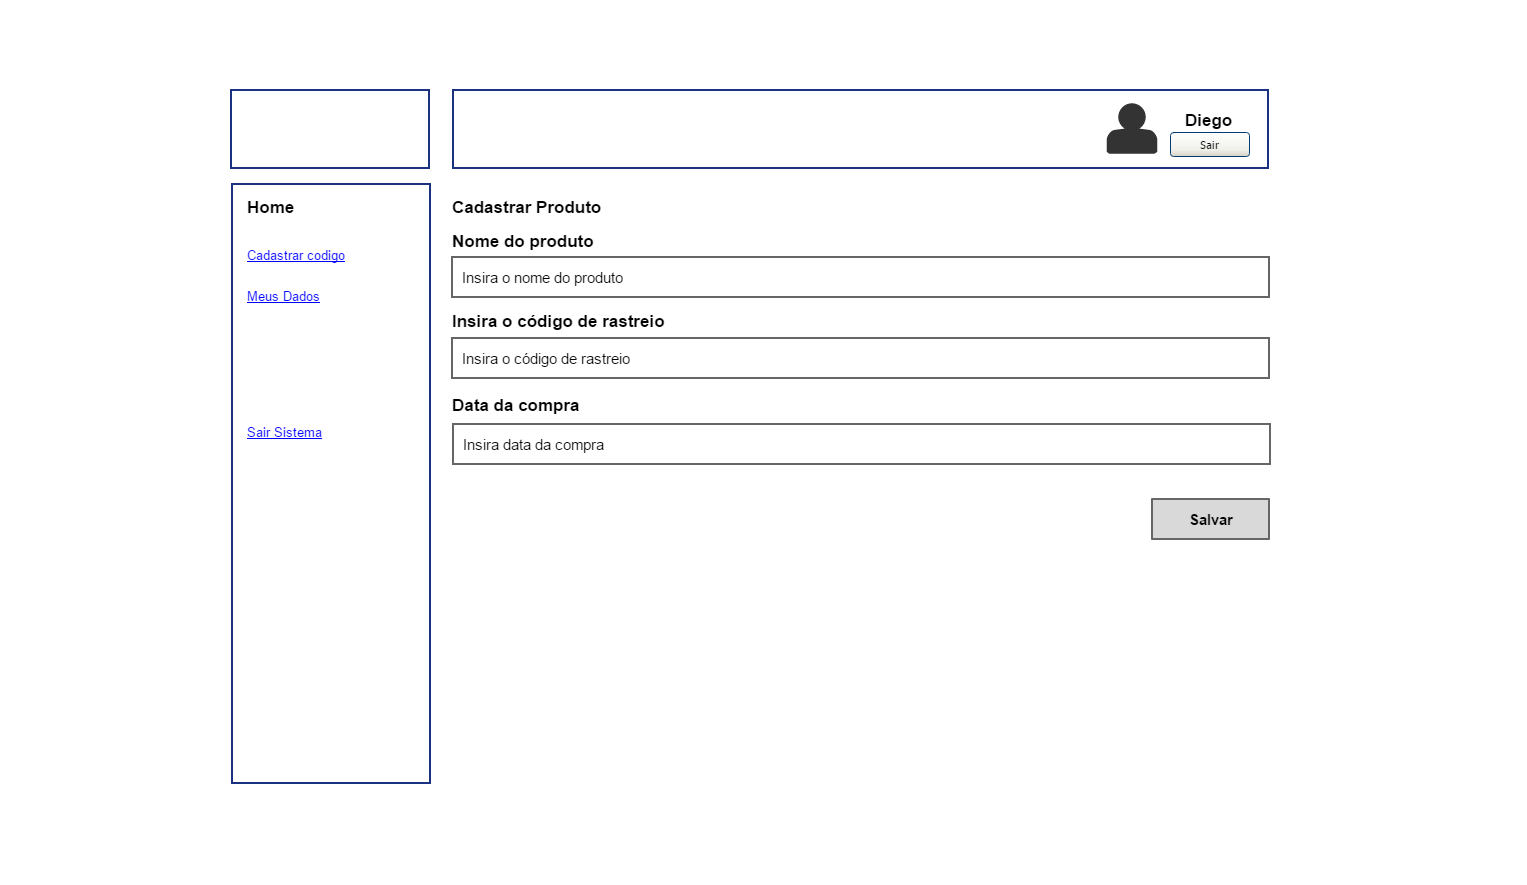 Diego
Sair
Home
Cadastrar codigo
Meus Dados
Sair Sistema
Cadastrar Produto
Nome do produto
Insira o nome do produto
Insira o código de rastreio
Insira o código de rastreio
Data da compra
Insira data da compra
Salvar